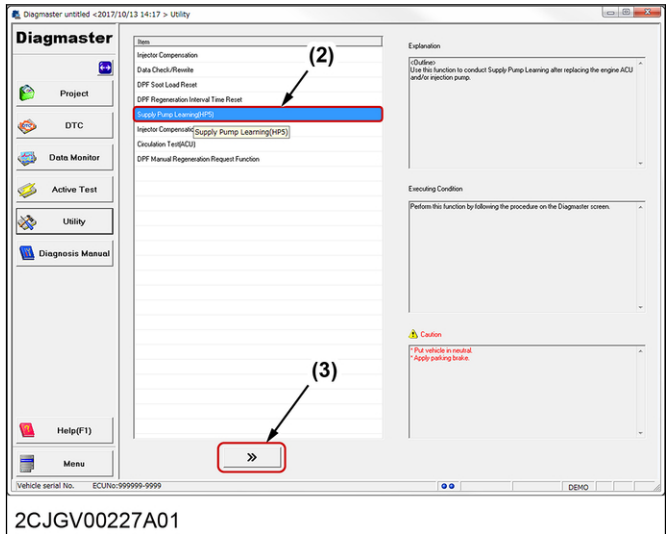 Diagmaster untitled <2017/10/13 14:17 > Utility
Diagmaster
Project
DTC
Data Monitor
Active Test
Utility
Diagnosis Manual
Help(F1)
Menu
Item
Injector Compensation
Data Check/Rewrite
DPF Soot Load Reset
DPF Regeneration Interval Time Reset
Supply Pump Learning(HP5)
Injector Compensatio
Supply Pump Learning(HP5)
Circulation Test(ACU)
DPF Manual Regeneration Request Function
(2)
(3)
»
Explanation
<Outline>
Use this function to conduct Supply Pump Learning after replacing the engine ACU
and/or injection pump.
Executing Condition
Perform this function by following the procedure on the Diagmaster screen.
Caution
* Put vehicle in neutral.
* Apply parking brake.
Vehicle serial No. ECUNo:999999-9999
DEMO
2CJGV00227A01